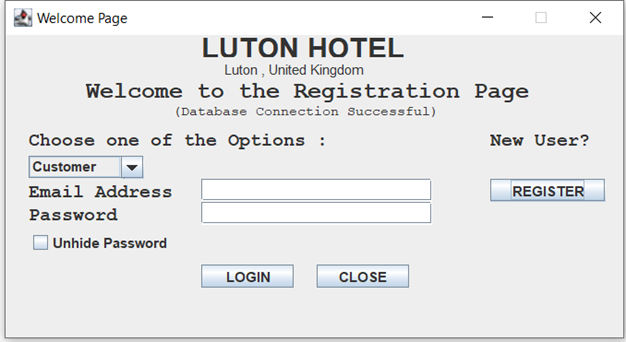 Welcome Page
LUTON HOTEL
Luton , United Kingdom
Welcome to the Registration Page
(Database Connection Successful)
Choose one of the Options :
New User?
Customer
Email Address
REGISTER
Password
Unhide Password
LOGIN
CLOSE